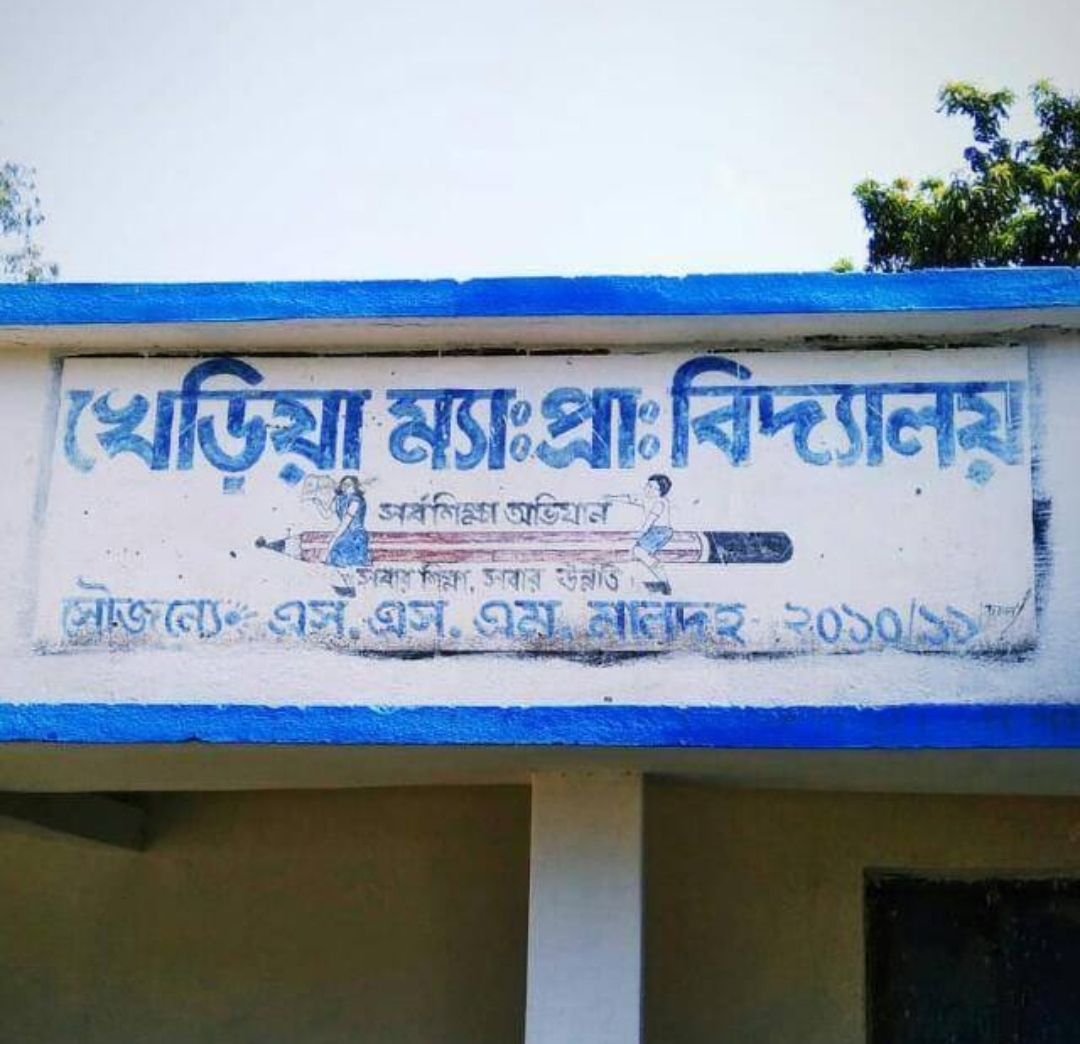 খেড়িয়া ম্যাঃপ্রাঃবিদ্যালয়
সর্বশিক্ষা অভিযান
সবার শিক্ষা, সবার উন্নতি।
সৌজন্যে এস. এস. এম. মালদহ ২০১০/১১